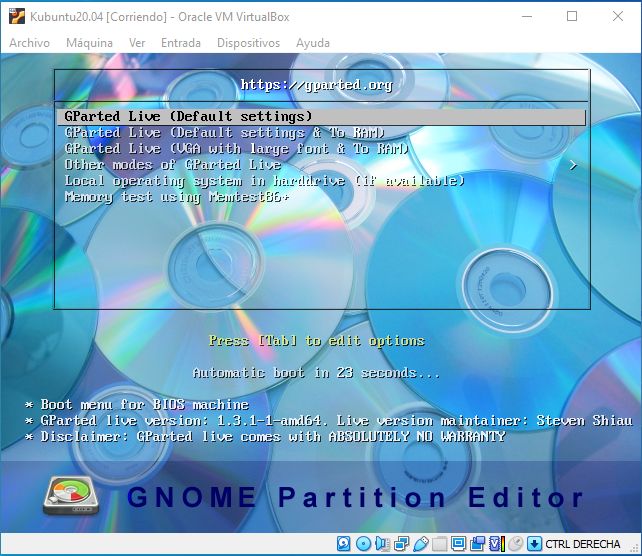 Kubuntu20.04 [Corriendo] - Oracle VM VirtualBox
Archivo Máquina Ver Entrada Dispositivos Ayuda
https://gparted.org
GParted Live (Default settings)
GParted Live (Default settings & To RAM)
GParted Live (VGA with large font & To RAM)
Other modes of GParted Live >
Local operating system in harddrive (if available)
Memory test using Memtest86+
Press [Tab] to edit options
Automatic boot in 23 seconds...
* Boot menu for BIOS machine
* GParted live version: 1.3.1-1-amd64. Live version maintainer: Steven Shiau
* Disclaimer: GParted live comes with ABSOLUTELY NO WARRANTY
GNOME Partition Editor
CTRL DERECHA